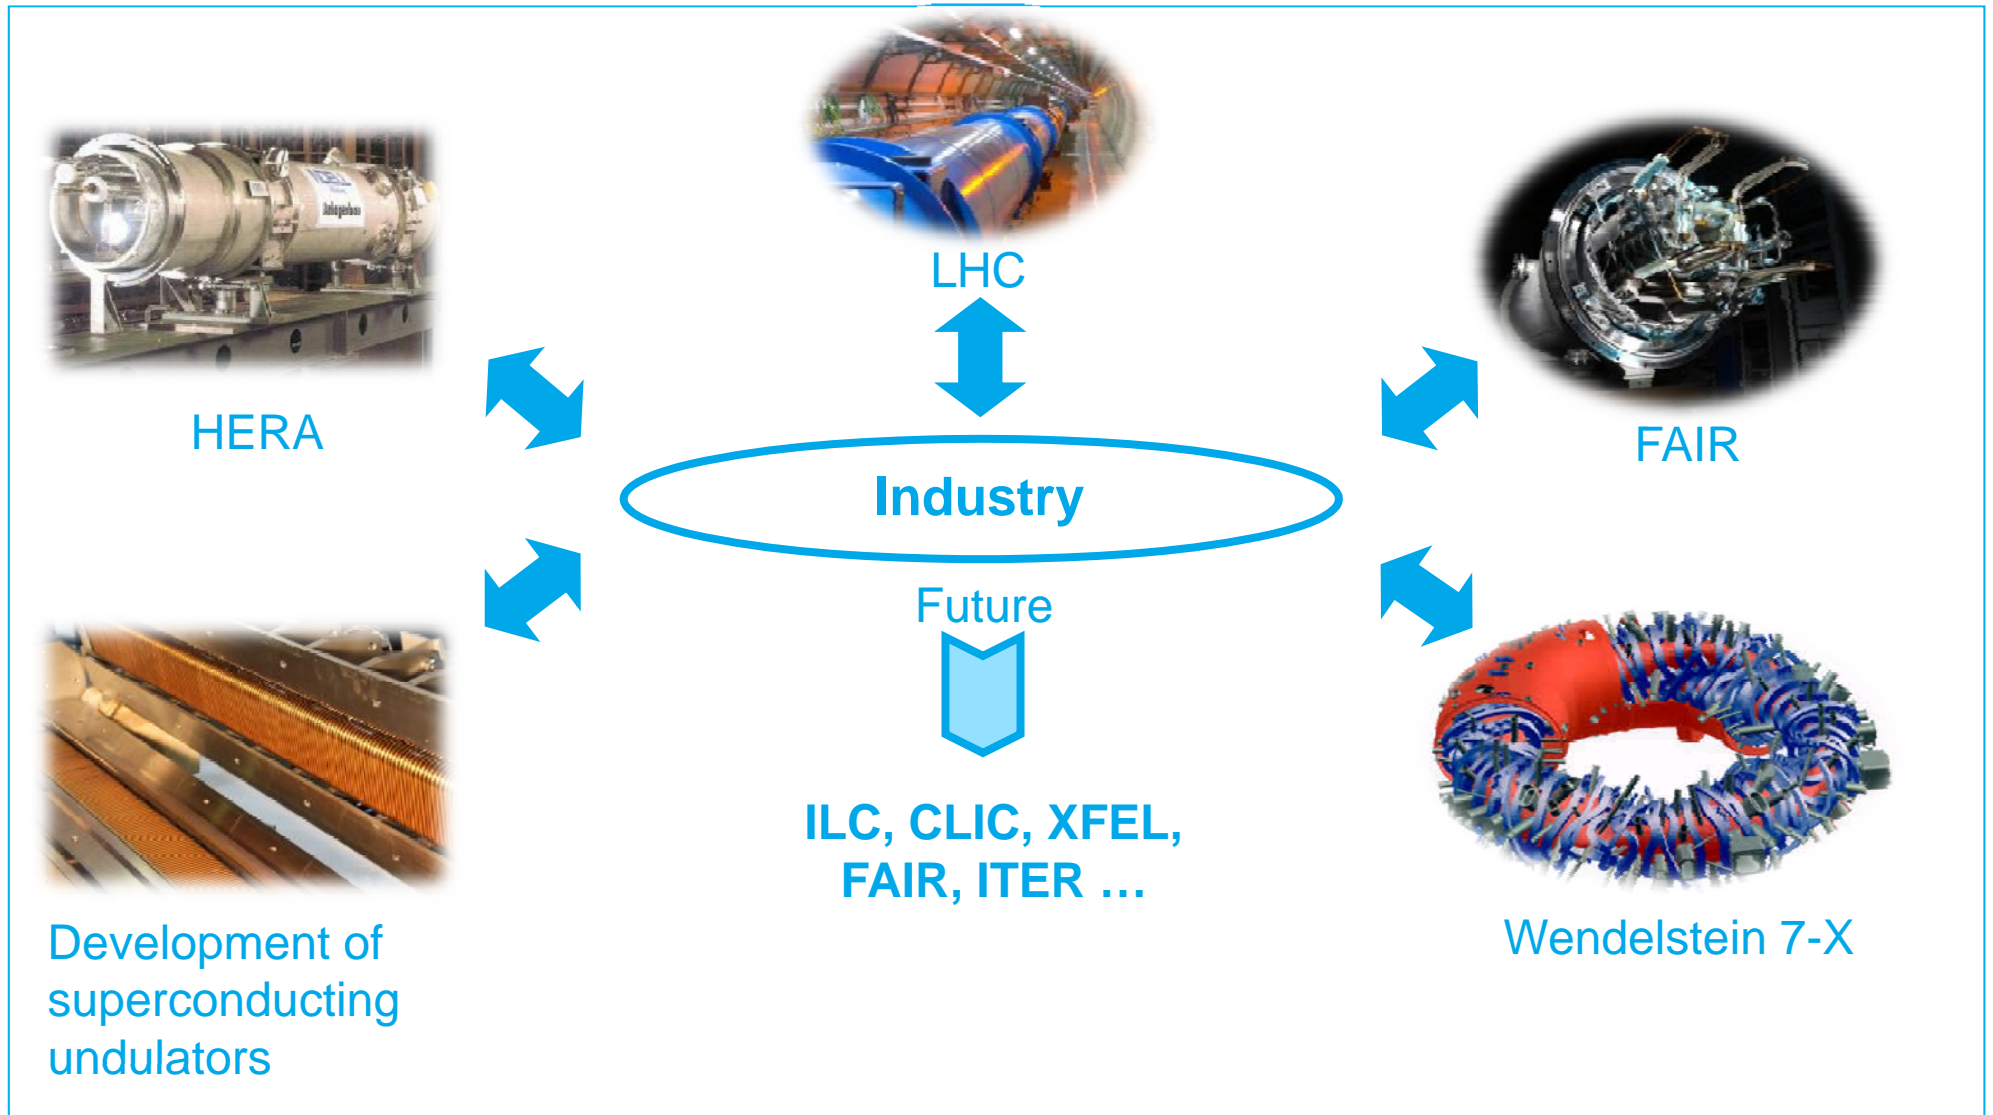 LHC
HERA
FAIR
Industry
Future
ILC, CLIC, XFEL,
FAIR, ITER …
Development of
superconducting
undulators
Wendelstein 7-X